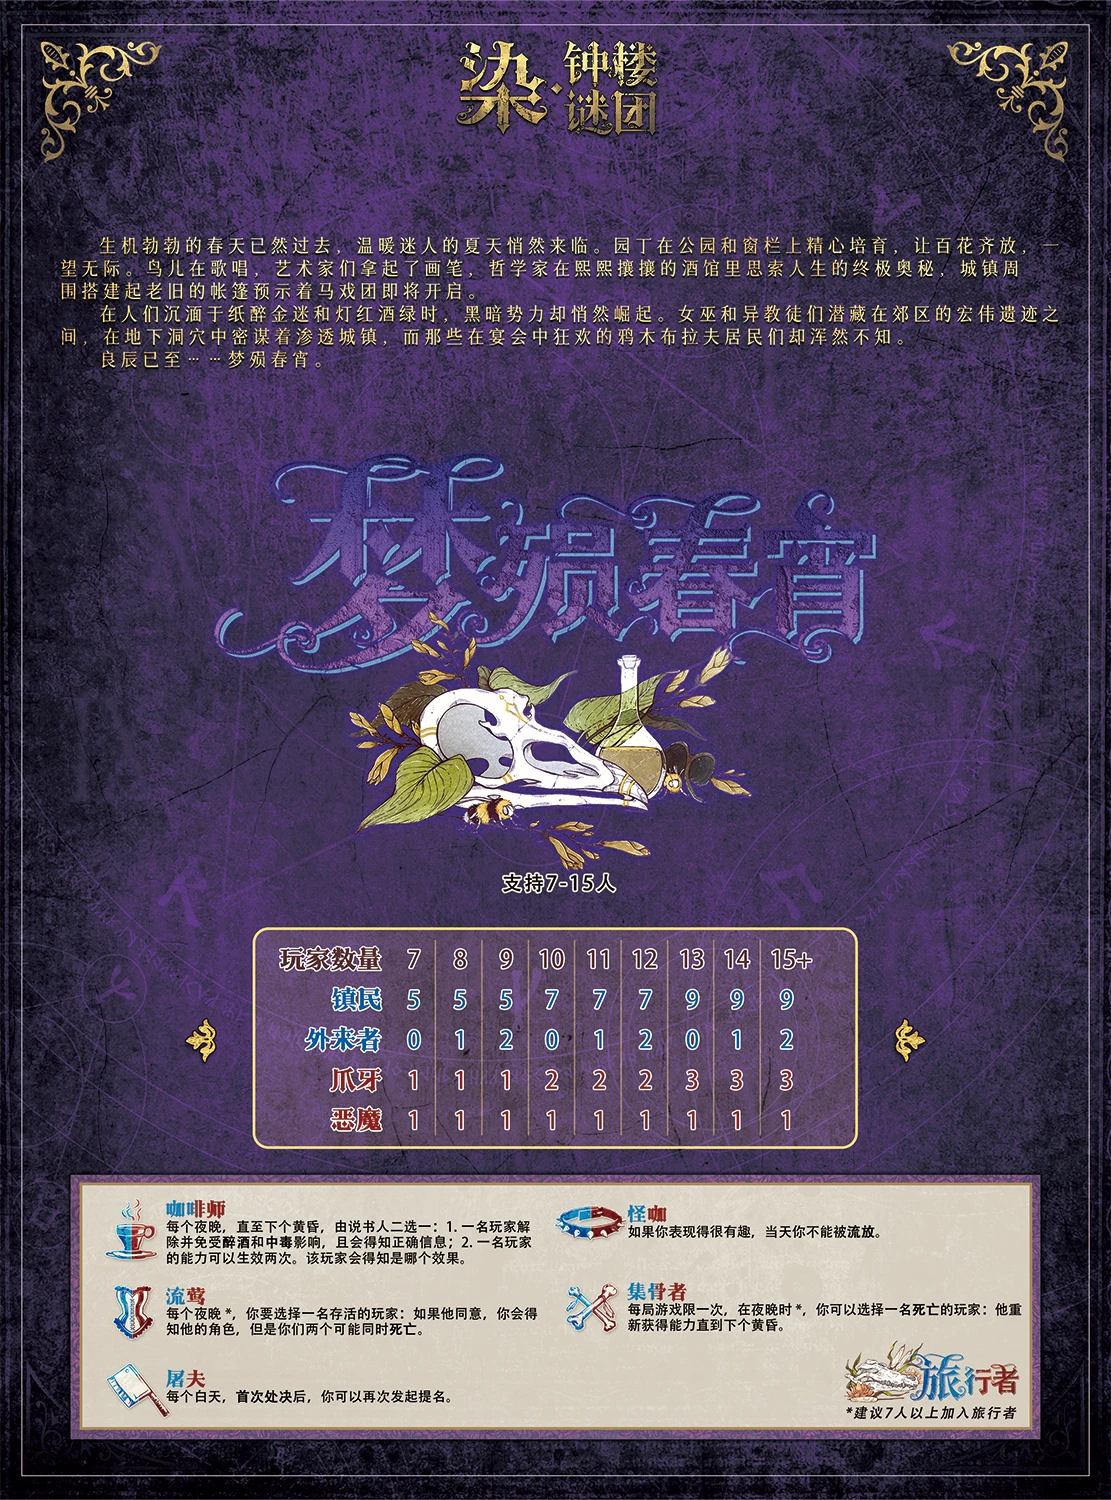 染·钟楼谜团
生机勃勃的春天已然过去，温暖迷人的夏天悄然来临。园丁在公园和窗栏上精心培育，让百花齐放，一
望无际。鸟儿在歌唱，艺术家们拿起了画笔，哲学家在熙熙攘攘的酒馆里思索人生的终极奥秘，城镇周
围搭建起老旧的帐篷预示着马戏团即将开启。
在人们沉湎于纸醉金迷和灯红酒绿时，黑暗势力却悄然崛起。女巫和异教徒们潜藏在郊区的宏伟遗迹之
间，在地下洞穴中密谋着渗透城镇，而那些在宴会中狂欢的鸦木布拉夫居民们却浑然不知。
良辰已至……梦殒春宵。
梦殒春宵
支持7-15人
玩家数量 7 8 9 10 11 12 13 14 15+
镇民 5 5 5 7 7 7 9 9 9
外来者 0 1 2 0 1 2 0 1 2
爪牙 1 1 1 2 2 2 3 3 3
恶魔 1 1 1 1 1 1 1 1 1
咖啡师
每个夜晚，直至下个黄昏，由说书人二选一：1. 一名玩家解
除并免受醉酒和中毒影响，且会得知正确信息；2. 一名玩家
的能力可以生效两次。该玩家会得知是哪个效果。
流莺
每个夜晚*，你要选择一名存活的玩家：如果他同意，你会得
知他的角色，但是你们两个可能同时死亡。
屠夫
每个白天，首次处决后，你可以再次发起提名。
怪咖
如果你表现得很有趣，当天你不能被流放。
集骨者
每局游戏限一次，在夜晚时*，你可以选择一名死亡的玩家：他重
新获得能力直到下个黄昏。
旅行者
*建议7人以上加入旅行者